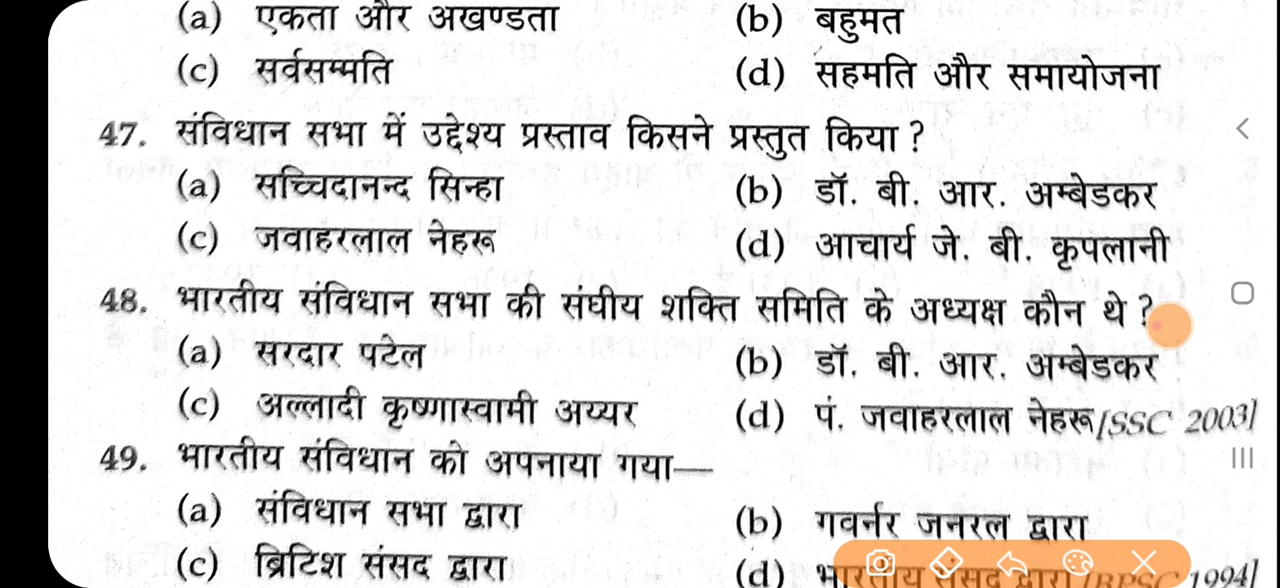 (a) एकता और अखण्डता (b) बहुमत
(c) सर्वसम्मति (d) सहमति और समायोजना
47. संविधान सभा में उद्देश्य प्रस्ताव किसने प्रस्तुत किया ?
(a) सच्चिदानन्द सिन्हा (b) डॉ. बी. आर. अम्बेडकर
(c) जवाहरलाल नेहरू (d) आचार्य जे. बी. कृपलानी
48. भारतीय संविधान सभा की संघीय शक्ति समिति के अध्यक्ष कौन थे ?
(a) सरदार पटेल (b) डॉ. बी. आर. अम्बेडकर
(c) अल्लादी कृष्णास्वामी अय्यर (d) पं. जवाहरलाल नेहरू [SSC 2003]
49. भारतीय संविधान को अपनाया गया—
(a) संविधान सभा द्वारा (b) गवर्नर जनरल द्वारा
(c) ब्रिटिश संसद द्वारा (d) भारतीय संसद द्वारा [BPSC 1994]